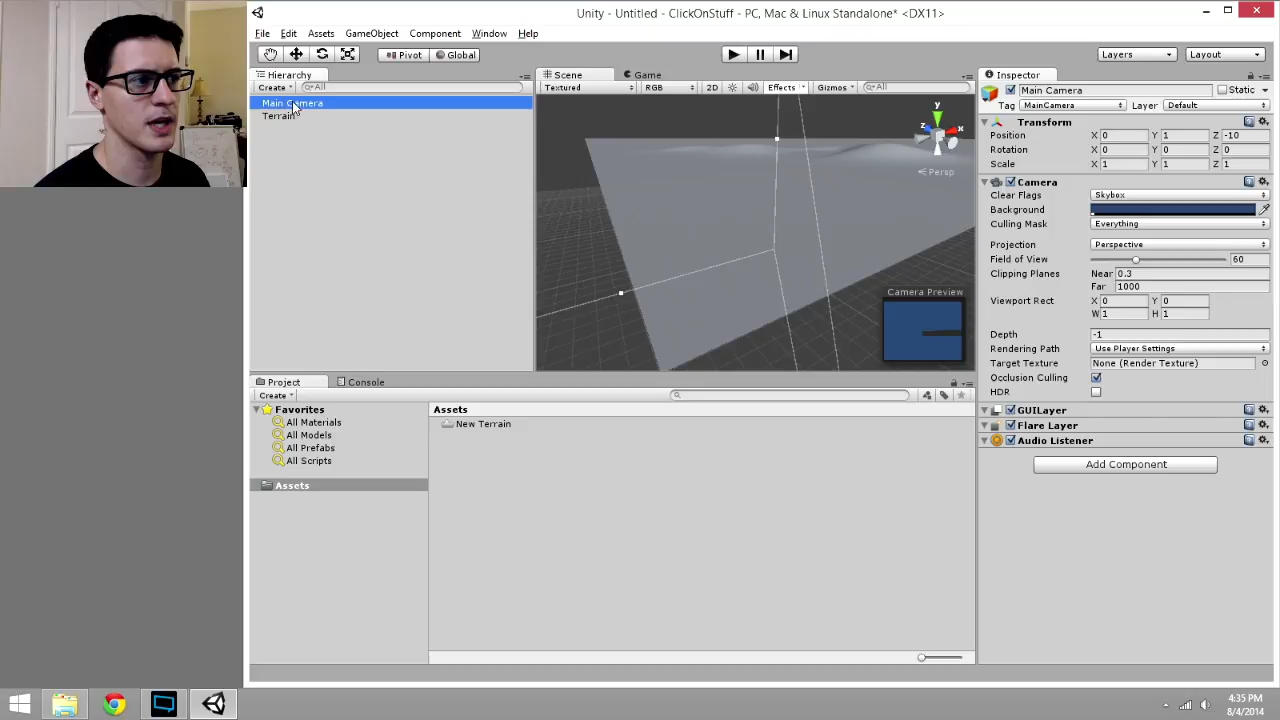 Unity - Untitled - ClickOnStuff - PC, Mac & Linux Standalone* <DX11>
File Edit Assets GameObject Component Window Help
Pivot Global Layers Layout
Hierarchy Scene Game Inspector
Create All Textured RGB 2D Effects Gizmos All Main Camera Static
Main Camera Tag MainCamera Layer Default
Terrain
y
x
z
Persp
Transform
Position X 0 Y 1 Z -10
Rotation X 0 Y 0 Z 0
Scale X 1 Y 1 Z 1
Camera
Clear Flags Skybox
Background
Culling Mask Everything
Projection Perspective
Field of View 60
Clipping Planes Near 0.3
Far 1000
Camera Preview
Viewport Rect X 0 Y 0
W 1 H 1
Depth -1
Rendering Path Use Player Settings
Target Texture None (Render Texture)
Occlusion Culling
HDR
GUILayer
Flare Layer
Audio Listener
Add Component
Project Console
Create
Favorites Assets
All Materials New Terrain
All Models
All Prefabs
All Scripts
Assets
4:35 PM
8/4/2014